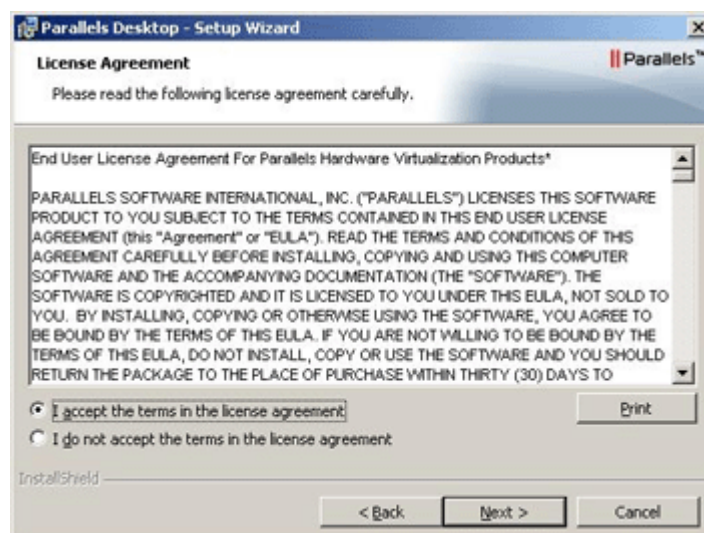 Parallels Desktop - Setup Wizard
License Agreement
Parallels™
Please read the following license agreement carefully.
End User License Agreement For Parallels Hardware Virtualization Products*
PARALLELS SOFTWARE INTERNATIONAL, INC. ("PARALLELS") LICENSES THIS SOFTWARE
PRODUCT TO YOU SUBJECT TO THE TERMS CONTAINED IN THIS END USER LICENSE
AGREEMENT (this "Agreement" or "EULA"). READ THE TERMS AND CONDITIONS OF THIS
AGREEMENT CAREFULLY BEFORE INSTALLING, COPYING AND USING THIS COMPUTER
SOFTWARE AND THE ACCOMPANYING DOCUMENTATION (THE "SOFTWARE"). THE
SOFTWARE IS COPYRIGHTED AND IT IS LICENSED TO YOU UNDER THIS EULA, NOT SOLD TO
YOU. BY INSTALLING, COPYING OR OTHERWISE USING THE SOFTWARE, YOU AGREE TO
BE BOUND BY THE TERMS OF THIS EULA. IF YOU ARE NOT WILLING TO BE BOUND BY THE
TERMS OF THIS EULA, DO NOT INSTALL, COPY OR USE THE SOFTWARE AND YOU SHOULD
RETURN THE PACKAGE TO THE PLACE OF PURCHASE WITHIN THIRTY (30) DAYS TO
I accept the terms in the license agreement
Print
I do not accept the terms in the license agreement
InstallShield
< Back
Next >
Cancel